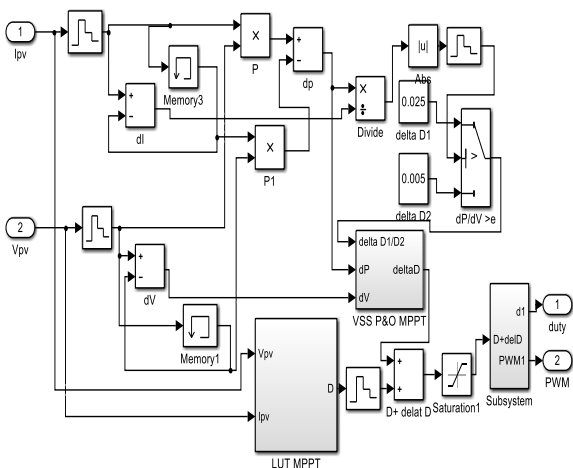 1
Ipv
Memory3
+
−
dI
X
P
X
P1
+
−
dp
X
÷
Divide
|u|
Abs
0.025
delta D1
0.005
delta D2
>
dP/dV >e
2
Vpv
+
−
dV
Memory1
delta D1/D2
dP
dV
deltaD
VSS P&O MPPT
Vpv
Ipv
D
LUT MPPT
+
+
D+ delat D
Saturation1
D+delD
d1
PWM1
Subsystem
1
duty
2
PWM